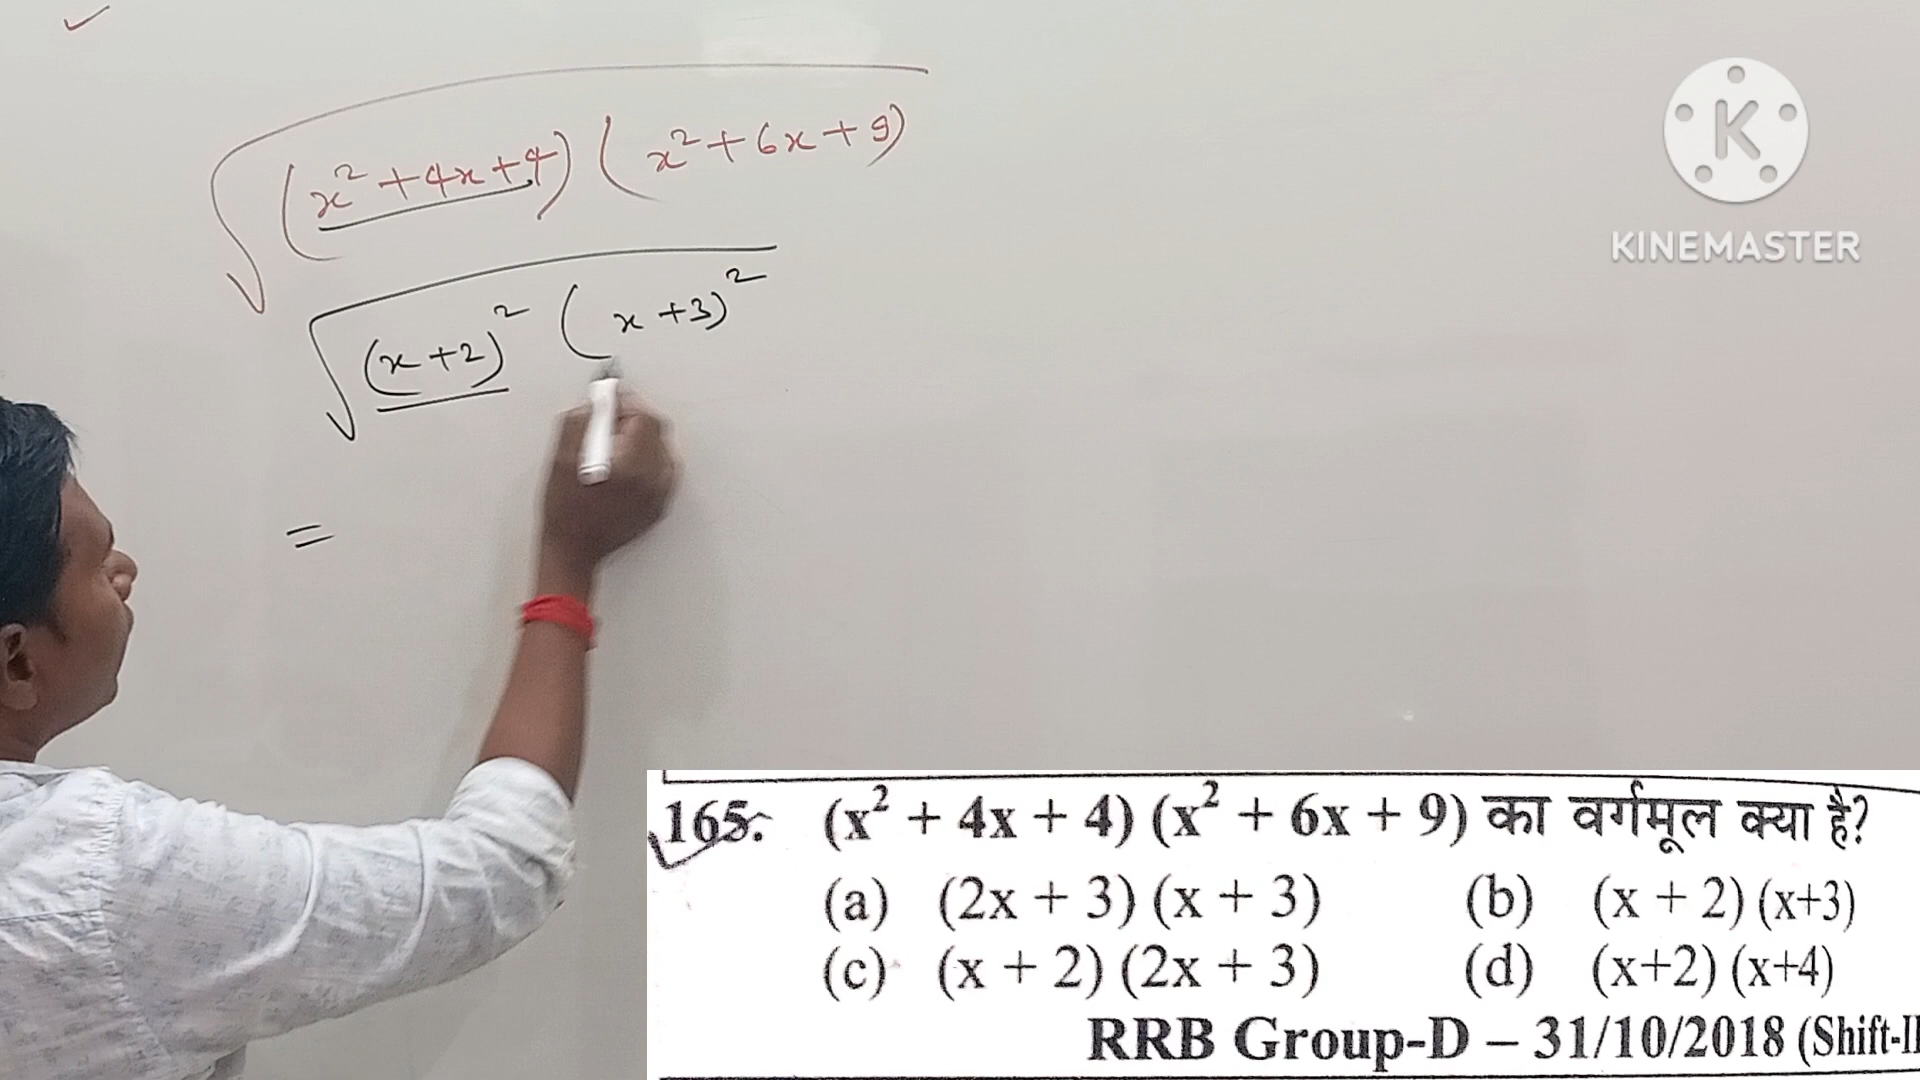 √(x² + 4x + 4) (x² + 6x + 9)
√(x + 2)² (x + 3)²
=
KINEMASTER
165. (x² + 4x + 4) (x² + 6x + 9) का वर्गमूल क्या है?
(a) (2x + 3) (x + 3) (b) (x + 2) (x+3)
(c) (x + 2) (2x + 3) (d) (x+2) (x+4)
RRB Group-D – 31/10/2018 (Shift-II